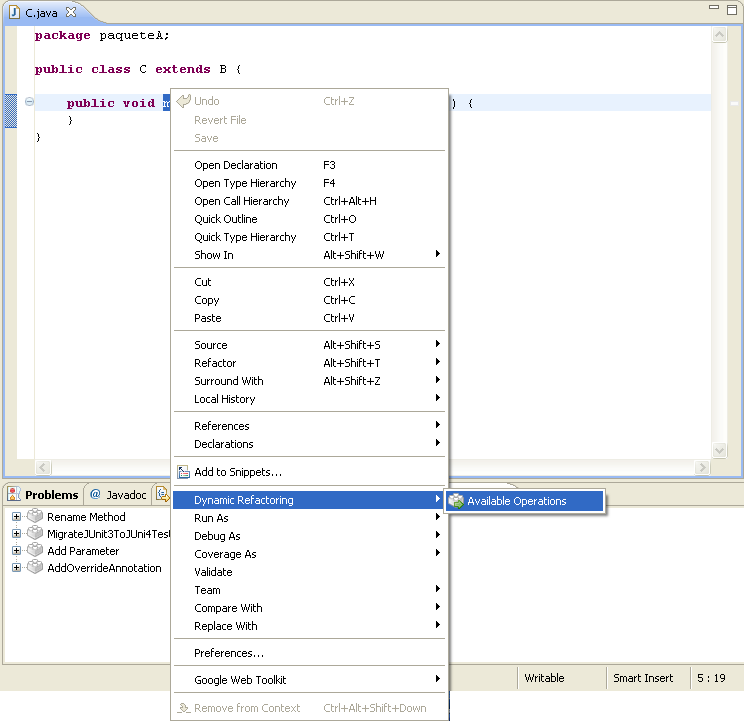 C.java
package paqueteA;
public class C extends B {
public void m ) {
}
}
Undo Ctrl+Z
Revert File
Save
Open Declaration F3
Open Type Hierarchy F4
Open Call Hierarchy Ctrl+Alt+H
Quick Outline Ctrl+O
Quick Type Hierarchy Ctrl+T
Show In Alt+Shift+W
Cut Ctrl+X
Copy Ctrl+C
Paste Ctrl+V
Source Alt+Shift+S
Refactor Alt+Shift+T
Surround With Alt+Shift+Z
Local History
References
Declarations
Add to Snippets...
Problems @ Javadoc
Dynamic Refactoring Available Operations
Rename Method Run As
MigrateJUnit3ToJUni4Test Debug As
Add Parameter Coverage As
AddOverrideAnnotation Validate
Team
Compare With
Replace With
Preferences...
Google Web Toolkit Writable Smart Insert 5 : 19
Remove from Context Ctrl+Alt+Shift+Down